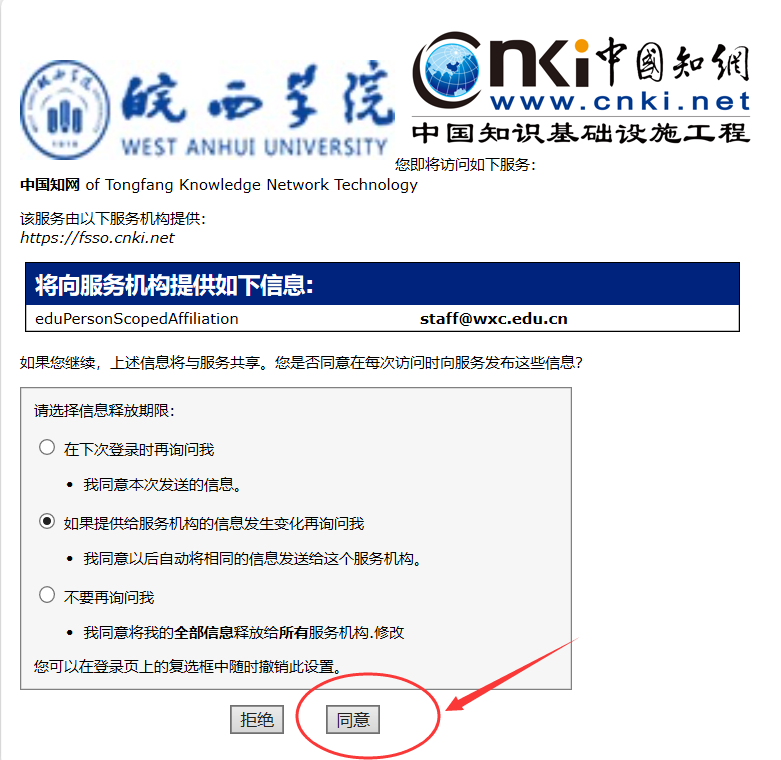 皖西学院
WEST ANHUI UNIVERSITY
1918
cnki中國知網
www.cnki.net
中国知识基础设施工程
您即将访问如下服务:
中国知网 of Tongfang Knowledge Network Technology
该服务由以下服务机构提供:
https://fsso.cnki.net
将向服务机构提供如下信息:
eduPersonScopedAffiliation staff@wxc.edu.cn
如果您继续，上述信息将与服务共享。您是否同意在每次访问时向服务发布这些信息?
请选择信息释放期限:
在下次登录时再询问我
我同意本次发送的信息。
如果提供给服务机构的信息发生变化再询问我
我同意以后自动将相同的信息发送给这个服务机构。
不要再询问我
我同意将我的全部信息释放给所有服务机构.修改
您可以在登录页上的复选框中随时撤销此设置。
拒绝 同意